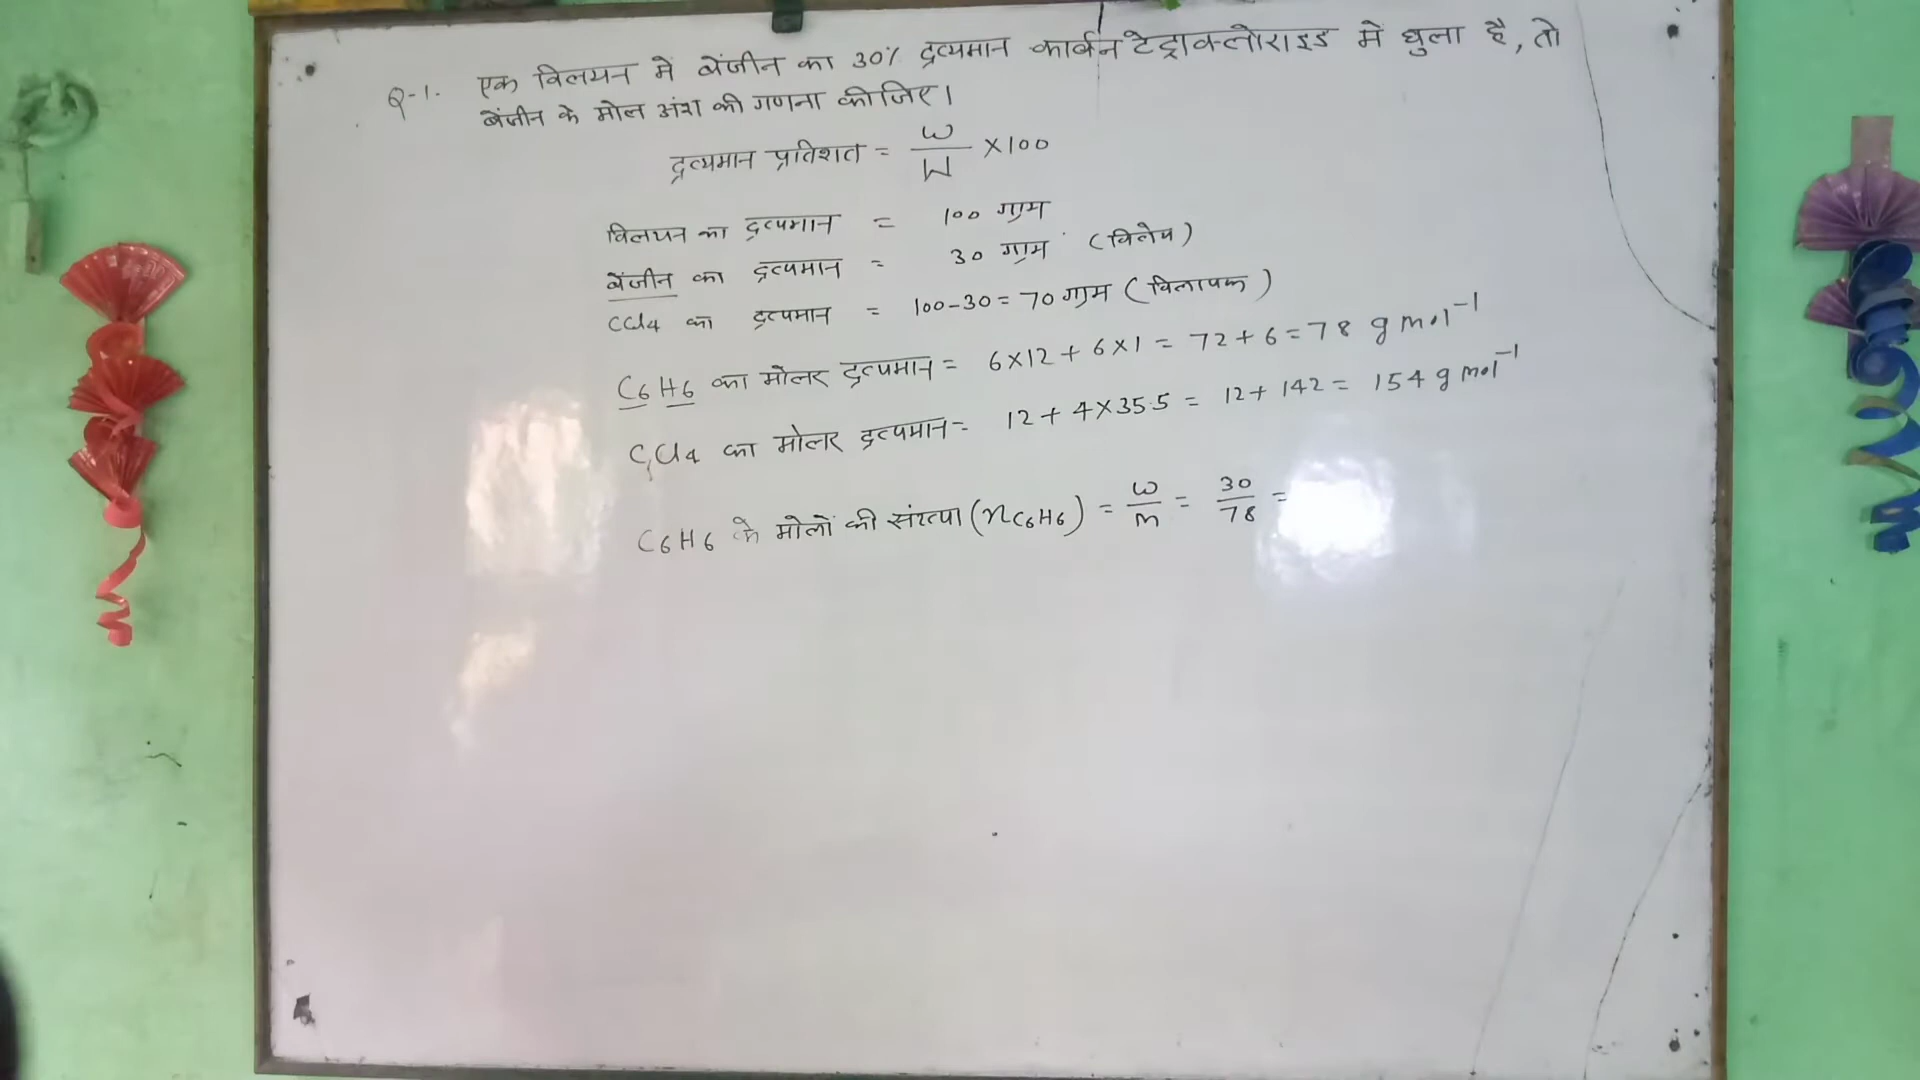 Q-1. एक विलयन में बेंजीन का 30% द्रव्यमान कार्बन टेट्राक्लोराइड में घुला है, तो
बेंजीन के मोल अंश की गणना कीजिए।
द्रव्यमान प्रतिशत = w/W ×100
विलयन का द्रव्यमान = 100 ग्राम
बेंजीन का द्रव्यमान = 30 ग्राम (विलेय)
CCl4 का द्रव्यमान = 100-30 = 70 ग्राम (विलायक)
C6H6 का मोलर द्रव्यमान = 6×12 + 6×1 = 72+6 = 78 g mol⁻¹
CCl4 का मोलर द्रव्यमान = 12 + 4×35.5 = 12+142 = 154 g mol⁻¹
C6H6 के मोलों की संख्या (nC6H6) = w/m = 30/78 =